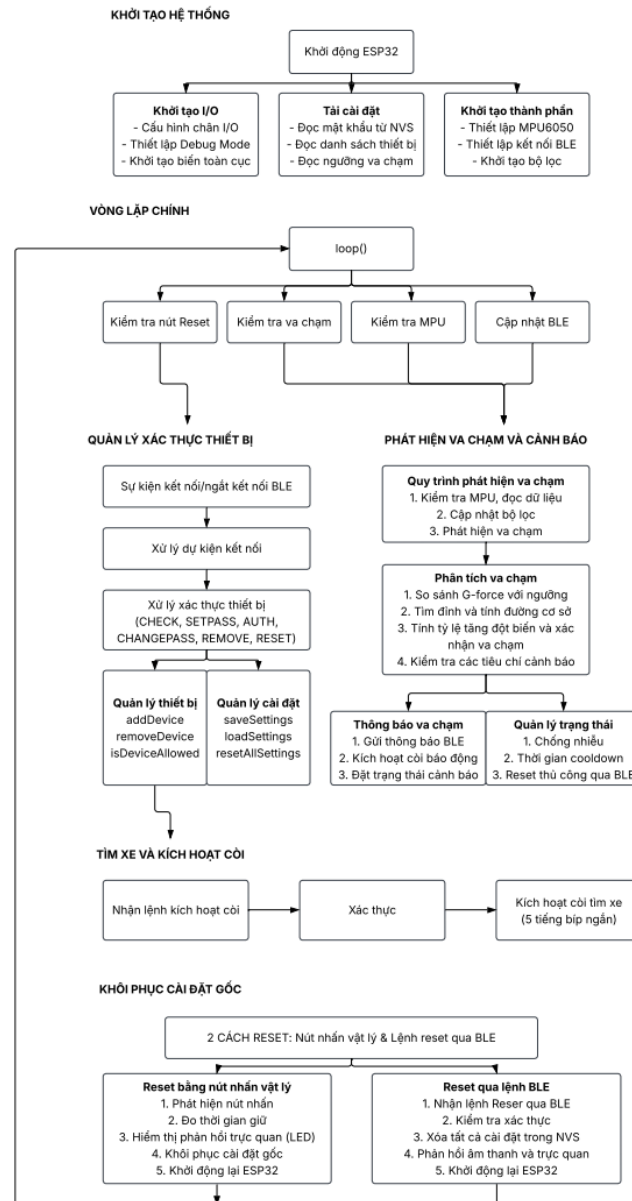 KHỞI TẠO HỆ THỐNG
Khởi động ESP32
Khởi tạo I/O
- Cấu hình chân I/O
- Thiết lập Debug Mode
- Khởi tạo biến toàn cục
Tải cài đặt
- Đọc mật khẩu từ NVS
- Đọc danh sách thiết bị
- Đọc ngưỡng va chạm
Khởi tạo thành phần
- Thiết lập MPU6050
- Thiết lập kết nối BLE
- Khởi tạo bộ lọc
VÒNG LẶP CHÍNH
loop()
Kiểm tra nút Reset
Kiểm tra va chạm
Kiểm tra MPU
Cập nhật BLE
QUẢN LÝ XÁC THỰC THIẾT BỊ
Sự kiện kết nối/ngắt kết nối BLE
Xử lý dự kiện kết nối
Xử lý xác thực thiết bị
(CHECK, SETPASS, AUTH,
CHANGEPASS, REMOVE, RESET)
Quản lý thiết bị
addDevice
removeDevice
isDeviceAllowed
Quản lý cài đặt
saveSettings
loadSettings
resetAllSettings
PHÁT HIỆN VA CHẠM VÀ CẢNH BÁO
Quy trình phát hiện va chạm
1. Kiểm tra MPU, đọc dữ liệu
2. Cập nhật bộ lọc
3. Phát hiện va chạm
Phân tích va chạm
1. So sánh G-force với ngưỡng
2. Tìm đỉnh và tính đường cơ sở
3. Tính tỷ lệ tăng đột biến và xác
nhận va chạm
4. Kiểm tra các tiêu chí cảnh báo
Thông báo va chạm
1. Gửi thông báo BLE
2. Kích hoạt còi báo động
3. Đặt trạng thái cảnh báo
Quản lý trạng thái
1. Chống nhiễu
2. Thời gian cooldown
3. Reset thủ công qua BLE
TÌM XE VÀ KÍCH HOẠT CÒI
Nhận lệnh kích hoạt còi
Xác thực
Kích hoạt còi tìm xe
(5 tiếng bíp ngắn)
KHÔI PHỤC CÀI ĐẶT GỐC
2 CÁCH RESET: Nút nhấn vật lý & Lệnh reset qua BLE
Reset bằng nút nhấn vật lý
1. Phát hiện nút nhấn
2. Đo thời gian giữ
3. Hiểm thị phản hồi trực quan (LED)
4. Khôi phục cài đặt gốc
5. Khởi động lại ESP32
Reset qua lệnh BLE
1. Nhận lệnh Reser qua BLE
2. Kiểm tra xác thực
3. Xóa tất cả cài đặt trong NVS
4. Phản hồi âm thanh và trực quan
5. Khởi động lại ESP32